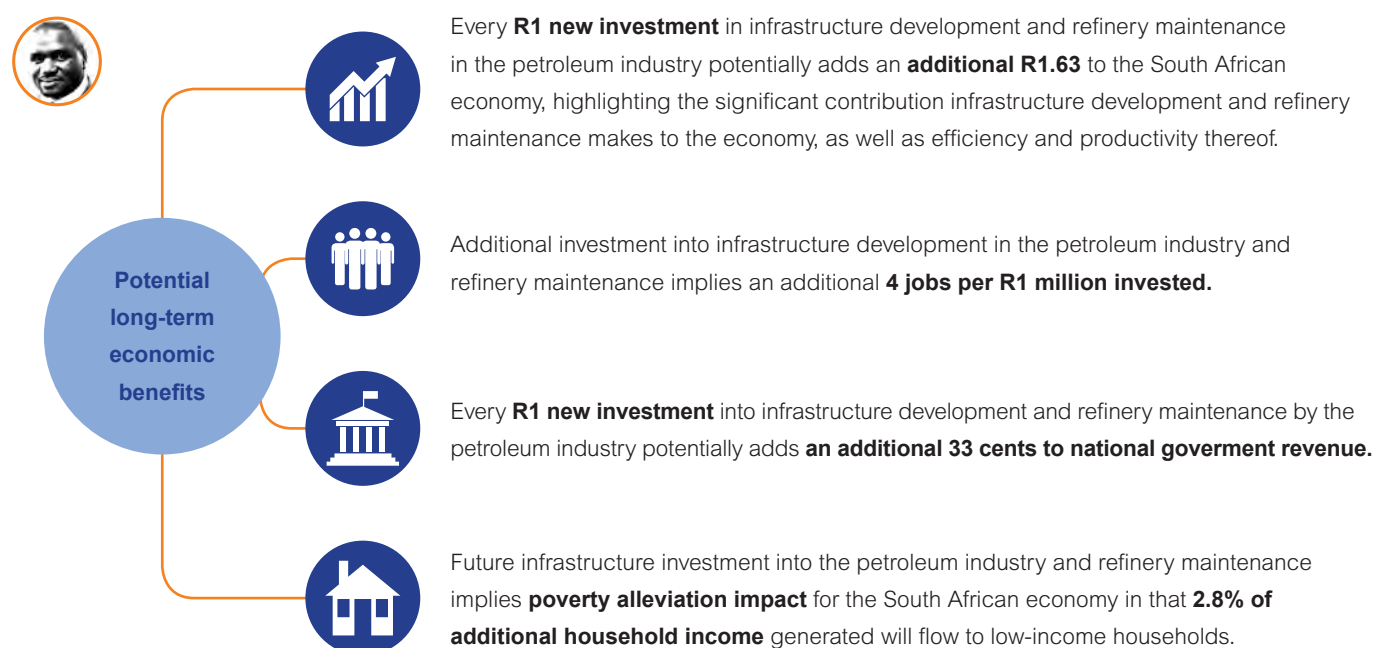 Every R1 new investment in infrastructure development and refinery maintenance
in the petroleum industry potentially adds an additional R1.63 to the South African
economy, highlighting the significant contribution infrastructure development and refinery
maintenance makes to the economy, as well as efficiency and productivity thereof.
Potential
long-term
economic
benefits
Additional investment into infrastructure development in the petroleum industry and
refinery maintenance implies an additional 4 jobs per R1 million invested.
Every R1 new investment into infrastructure development and refinery maintenance by the
petroleum industry potentially adds an additional 33 cents to national goverment revenue.
Future infrastructure investment into the petroleum industry and refinery maintenance
implies poverty alleviation impact for the South African economy in that 2.8% of
additional household income generated will flow to low-income households.